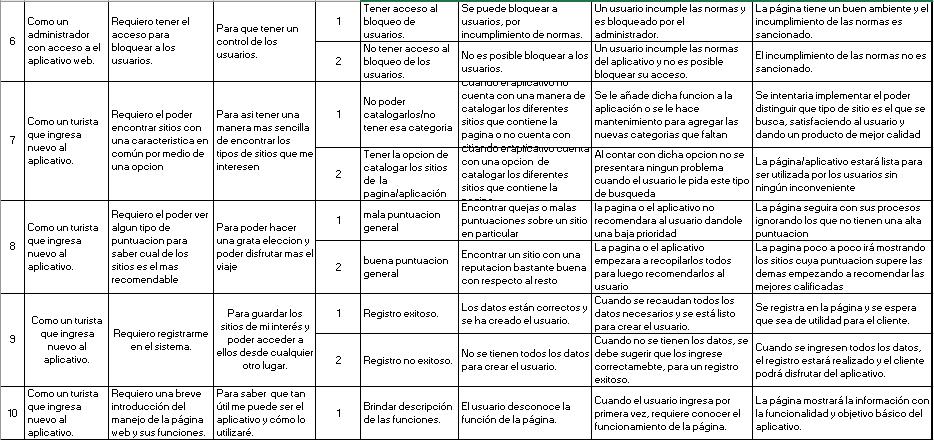 6
Como un
administrador
con acceso a el
aplicativo web.
Requiero tener el
acceso para
bloquear a los
usuarios.
Para que tener un
control de los
usuarios.
1
Tener acceso al
bloqueo de
usuarios.
Se puede bloquear a
usuarios, por
incumplimiento de normas.
Un usuario incumple las normas y
es bloqueado por el
administrador.
La página tiene un buen ambiente y el
incumplimiento de las normas es
sancionado.
2
No tener acceso al
bloqueo de los
usuarios.
No es posible bloquear a los
usuarios.
Un usuario incumple las normas
del aplicativo y no es posible
bloquear su acceso.
El incumplimiento de las normas no es
sancionado.
7
Como un turista
que ingresa
nuevo al
aplicativo.
Requiero el poder
encontrar sitios con
una caracteristica en
común por medio de
una opcion
Para asi tener una
manera mas sencilla
de encontrar los
tipos de sitios que me
interesen
1
No poder
catalogarlos/no
tener esa categoria
Cuando el aplicativo no
cuenta con una manera de
catalogar los diferentes
sitios que contiene la
pagina o no cuenta con
Se le añade dicha funcion a la
aplicación o se le hace
mantenimiento para agregar las
nuevas categorias que faltan
Se intentaria implementar el poder
distinguir que tipo de sitio es el que se
busca, satisfaciendo al usuario y
dando un producto de mejor calidad
2
Tener la opcion de
catalogar los sitios
de la
pagina/aplicación
Cuando el aplicativo cuenta
con una opcion de
catalogar los diferentes
sitios que contiene la
Al contar con dicha opcion no se
presentara ningun problema
cuando el usuario le pida este tipo
de busqueda
La página/aplicativo estará lista para
ser utilizada por los usuarios sin
ningún inconveniente
8
Como un turista
que ingresa
nuevo al
aplicativo.
Requiero el poder ver
algun tipo de
puntuacion para
saber cual de los
sitios es el mas
recomendable
Para poder hacer
una grata eleccion y
poder disfrutar mas el
viaje
1
mala puntuacion
general
Encontrar quejas o malas
puntuaciones sobre un sitio
en particular
la pagina o el aplicativo no
recomendara al usuario dandole
una baja prioridad
La pagina seguira con sus procesos
ignorando los que no tienen una alta
puntuacion
2
buena puntuacion
general
Encontrar un sitio con una
reputacion bastante buena
con respecto al resto
La pagina o el aplicativo
empezara a recopilarlos todos
para luego recomendarlos al
usuario
La pagina poco a poco irá mostrando
los sitios cuya puntuacion supere las
demas empezando a recomendar las
mejores calificadas
9
Como un turista
que ingresa
nuevo al
aplicativo.
Requiero registrarme
en el sistema.
Para guardar los
sitios de mi interés y
poder acceder a
ellos desde cualquier
otro lugar.
1
Registro exitoso.
Los datos están correctos y
se ha creado el usuario.
Cuando se recaudan todos los
datos necesarios y se está listo
para crear el usuario.
Se registra en la página y se espera
que sea de utilidad para el cliente.
2
Registro no exitoso.
No se tienen todos los datos
para crear el usuario.
Cuando no se tienen los datos, se
debe sugerir que los ingrese
correctamebte, para un registro
exitoso.
Cuando se ingresen todos los datos,
el registro estará realizado y el cliente
podrá disfrutar del aplicativo.
10
Como un turista
que ingresa
nuevo al
aplicativo.
Requiero una breve
introducción del
manejo de la página
web y sus funciones.
Para saber que tan
útil me puede ser el
aplicativo y cómo lo
utilizaré.
1
Brindar descripción
de las funciones.
El usuario desconoce la
función de la página.
Cuando el usuario ingresa por
primera vez, requiere conocer el
funcionamiento de la página.
La página mostrará la información con
la funcionalidad y objetivo básico del
aplicativo.